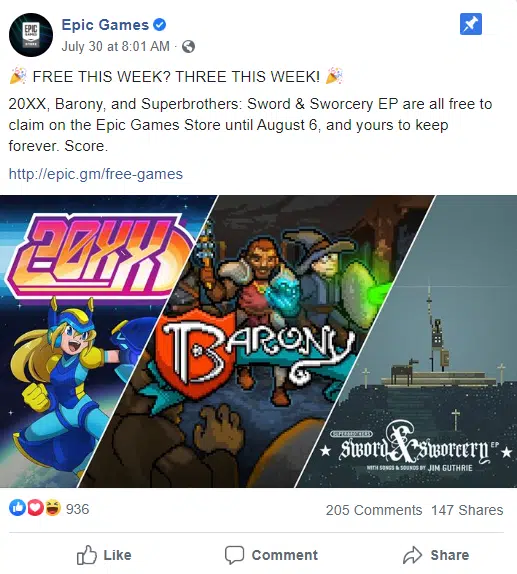 EPIC
GAMES
STORE
Epic Games
July 30 at 8:01 AM ·
🎉 FREE THIS WEEK? THREE THIS WEEK! 🎉
20XX, Barony, and Superbrothers: Sword & Sworcery EP are all free to
claim on the Epic Games Store until August 6, and yours to keep
forever. Score.
http://epic.gm/free-games
20XX
BARONY
SUPERBROTHERS
Sword & Sworcery EP
WITH SONGS & SOUNDS BY JIM GUTHRIE
936
205 Comments 147 Shares
Like Comment Share